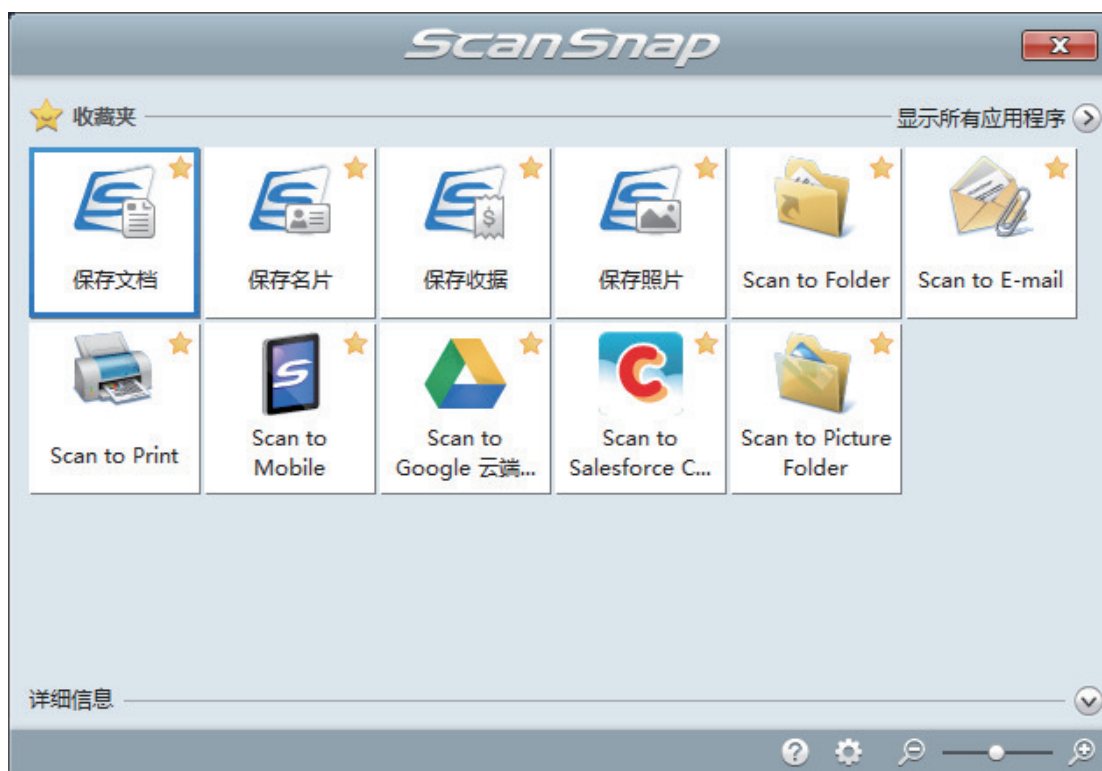 ScanSnap
收藏夹
显示所有应用程序
保存文档
保存名片
保存收据
保存照片
Scan to Folder
Scan to E-mail
Scan to Print
Scan to
Mobile
Scan to
Google 云端...
Scan to
Salesforce C...
Scan to Picture
Folder
详细信息